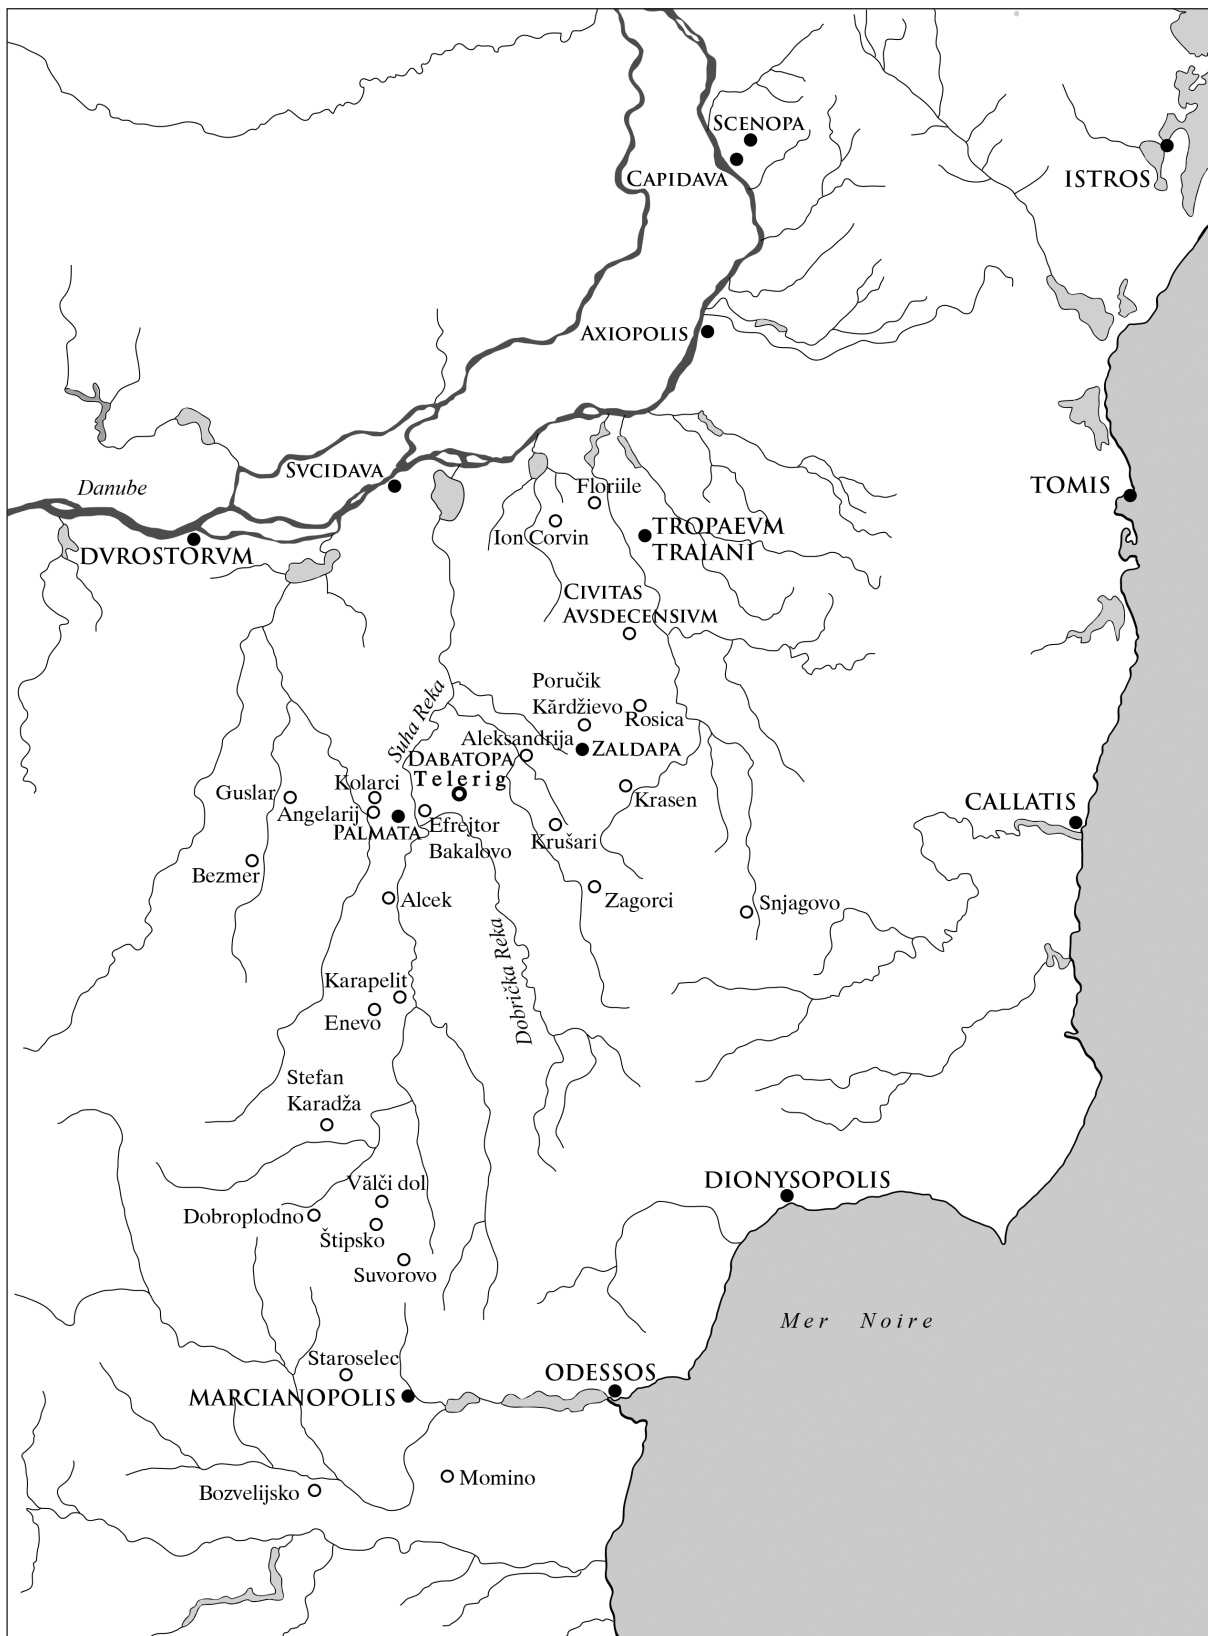 SCENOPA
CAPIDAVA
ISTROS
AXIOPOLIS
SVCIDAVA
Danube
DVROSTORVM
Floriile
TOMIS
Ion Corvin
TROPAEVM
TRAIANI
CIVITAS
AVSDECENSIVM
Poručik
Kărdžievo
Rosica
Suha Reka
Aleksandrija
ZALDAPA
DABATOPA
Telerig
Kolarci
Guslar
Angelarij
PALMATA
Efrejtor
Bakalovo
Krasen
CALLATIS
Krušari
Bezmer
Alcek
Zagorci
Snjagovo
Dobrička Reka
Karapelit
Enevo
Stefan
Karadža
Vălči dol
DIONYSOPOLIS
Dobroplodno
Štipsko
Suvorovo
Mer Noire
Staroselec
ODESSOS
MARCIANOPOLIS
Momino
Bozvelijsko